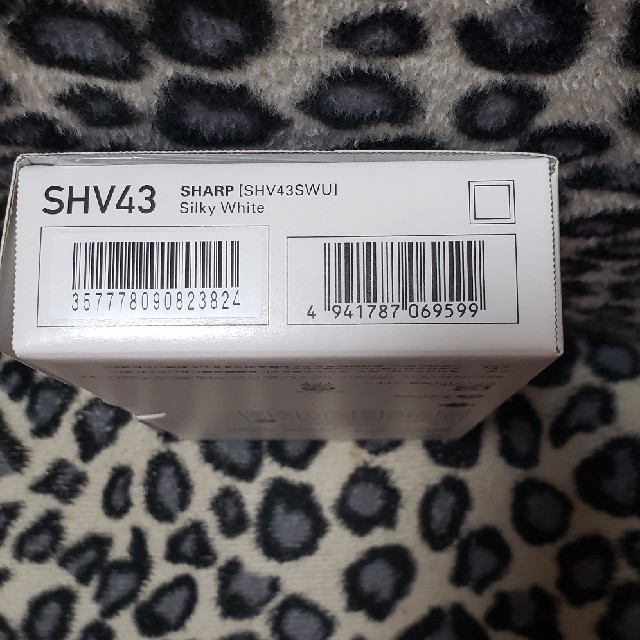 SHV43
SHARP [SHV43SWU]
Silky White
357778090823824
4 941787 069599